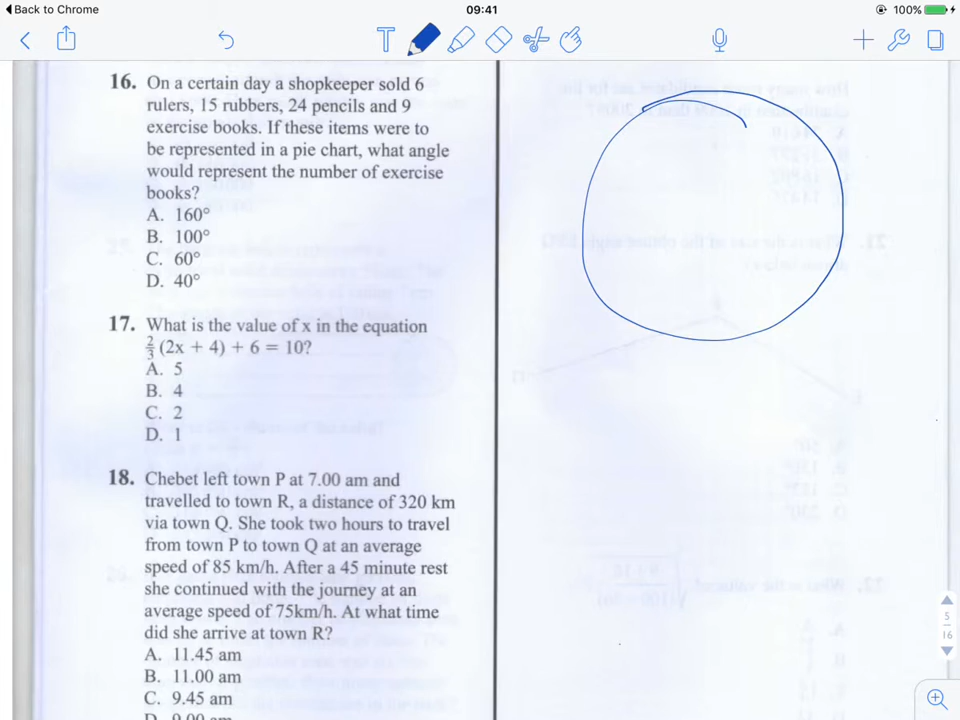 Back to Chrome
09:41
100%
T
16. On a certain day a shopkeeper sold 6
rulers, 15 rubbers, 24 pencils and 9
exercise books. If these items were to
be represented in a pie chart, what angle
would represent the number of exercise
books?
A. 160°
B. 100°
C. 60°
D. 40°
17. What is the value of x in the equation
2/3 (2x + 4) + 6 = 10?
A. 5
B. 4
C. 2
D. 1
18. Chebet left town P at 7.00 am and
travelled to town R, a distance of 320 km
via town Q. She took two hours to travel
from town P to town Q at an average
speed of 85 km/h. After a 45 minute rest
she continued with the journey at an
average speed of 75km/h. At what time
did she arrive at town R?
A. 11.45 am
B. 11.00 am
C. 9.45 am
D. 9.00 am
5
16